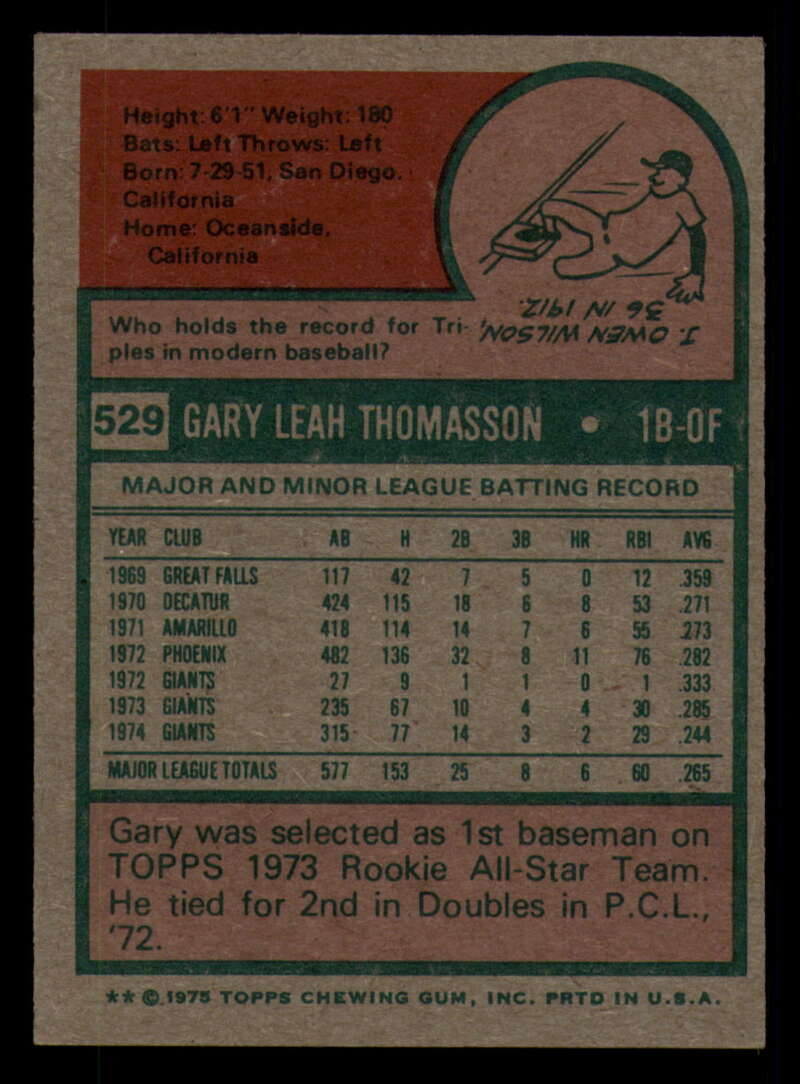 Height: 6'1" Weight: 180
Bats: Left Throws: Left
Born: 7-29-51, San Diego,
California
Home: Oceanside,
California
Who holds the record for Tri-
ples in modern baseball?
J. OWEN WILSON,
36 IN 1912.
529 GARY LEAH THOMASSON • 1B-OF
MAJOR AND MINOR LEAGUE BATTING RECORD
YEAR CLUB AB H 2B 3B HR RBI AVG
1969 GREAT FALLS 117 42 7 5 0 12 .359
1970 DECATUR 424 115 18 6 8 53 .271
1971 AMARILLO 418 114 14 7 6 55 .273
1972 PHOENIX 482 136 32 8 11 76 .282
1972 GIANTS 27 9 1 1 0 1 .333
1973 GIANTS 235 67 10 4 4 30 .285
1974 GIANTS 315 77 14 3 2 29 .244
MAJOR LEAGUE TOTALS 577 153 25 8 6 60 .265
Gary was selected as 1st baseman on
TOPPS 1973 Rookie All-Star Team.
He tied for 2nd in Doubles in P.C.L.,
'72.
** © 1975 TOPPS CHEWING GUM, INC. PRTD IN U.S.A.